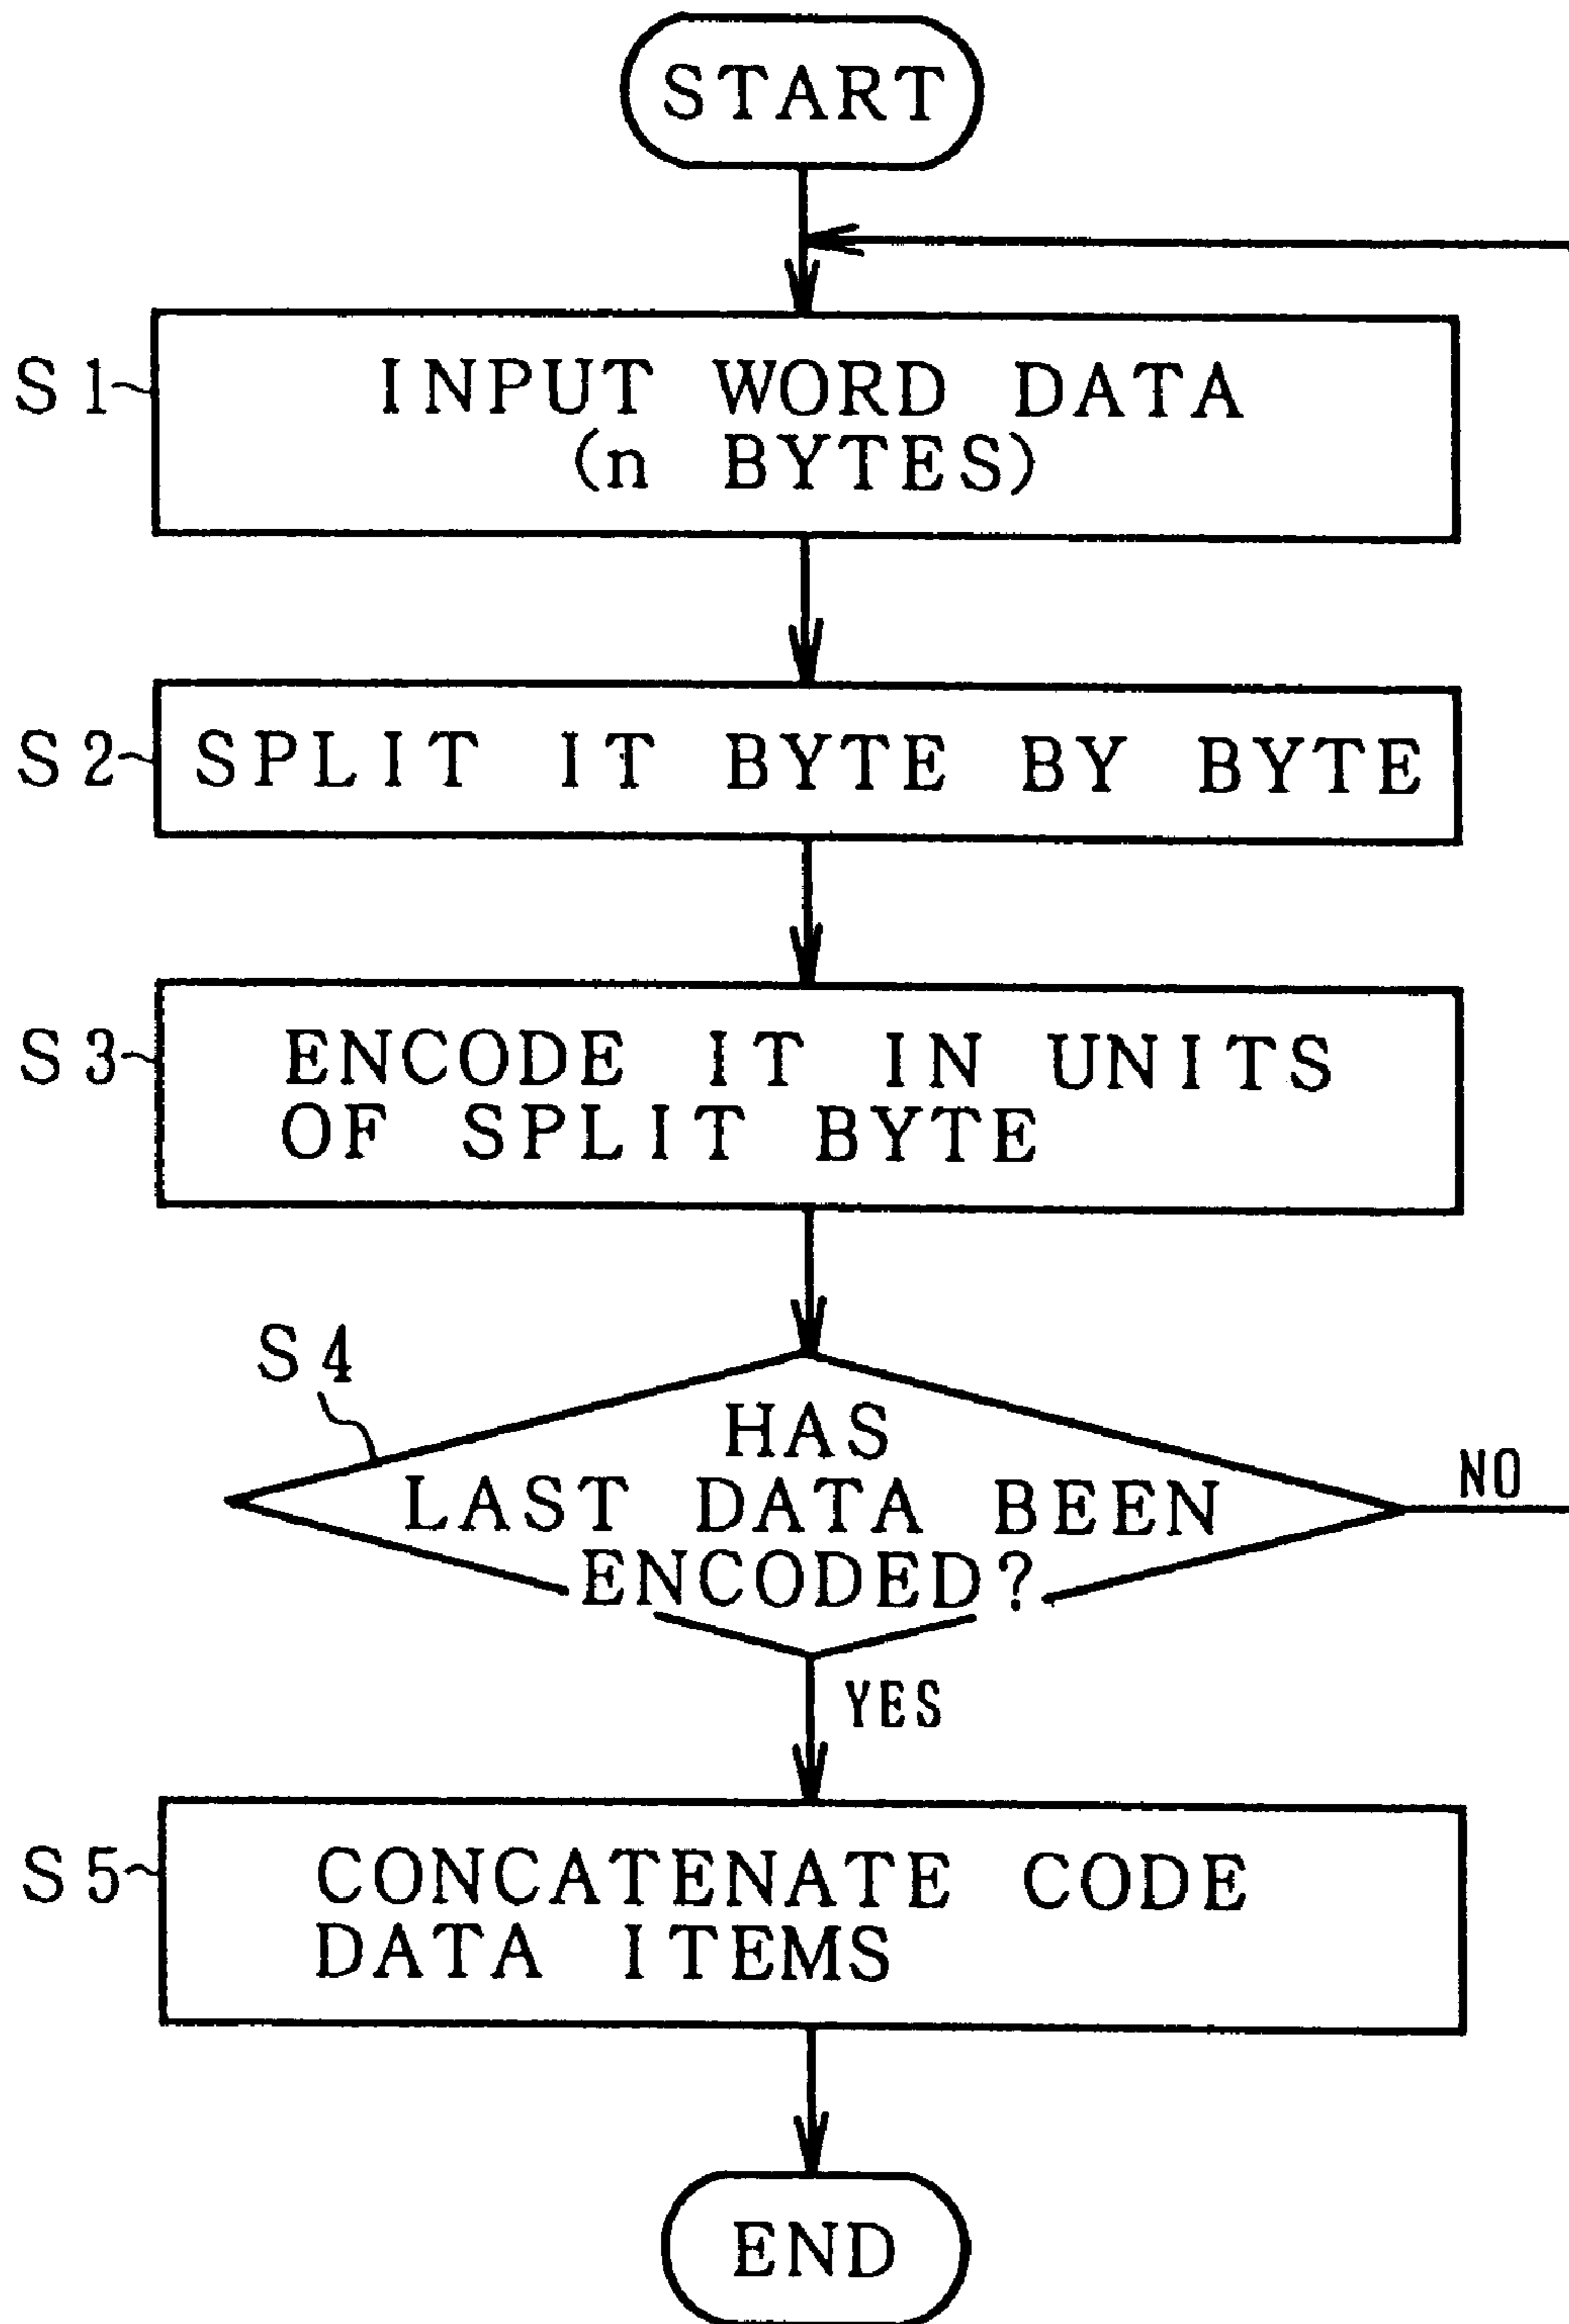 START
S1
INPUT WORD DATA
(n BYTES)
S2
SPLIT IT BYTE BY BYTE
S3
ENCODE IT IN UNITS
OF SPLIT BYTE
S4
HAS
LAST DATA BEEN
ENCODED?
NO
YES
S5
CONCATENATE CODE
DATA ITEMS
END